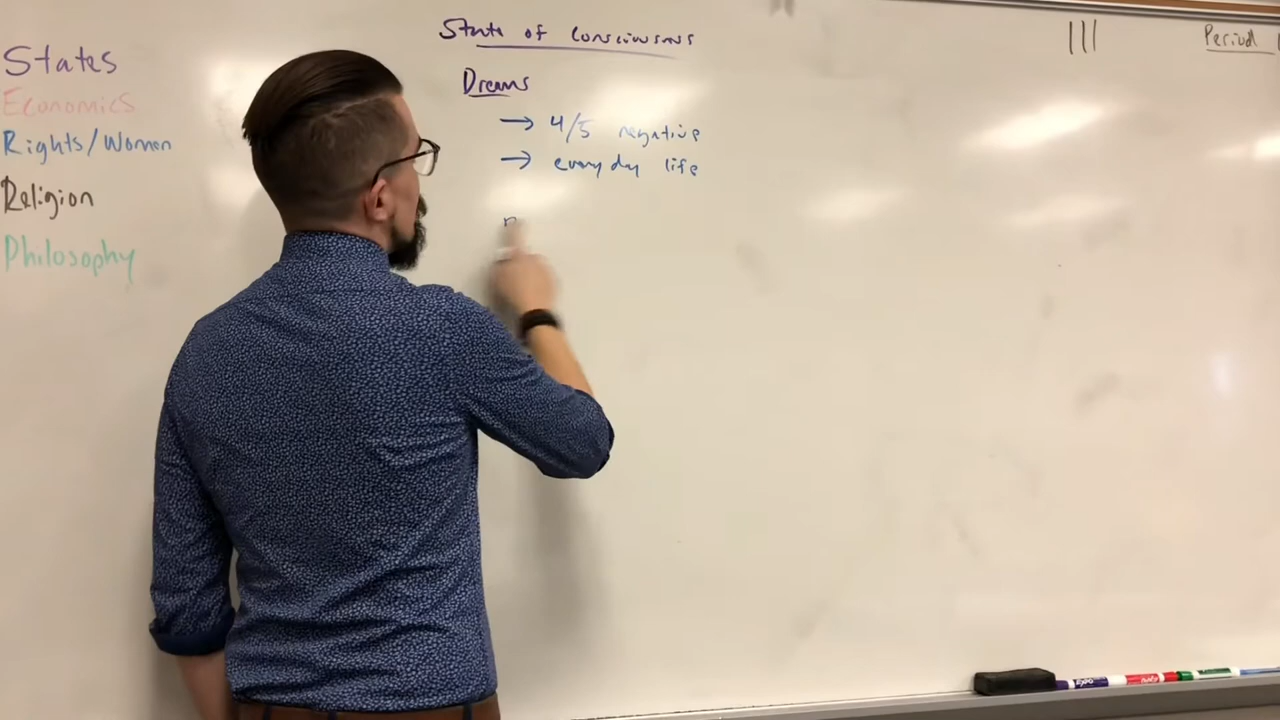 States
Economics
Rights/Women
Religion
Philosophy
State of Consciousness
Dreams
→ 4/5 negative
→ everyday life
|||
Period